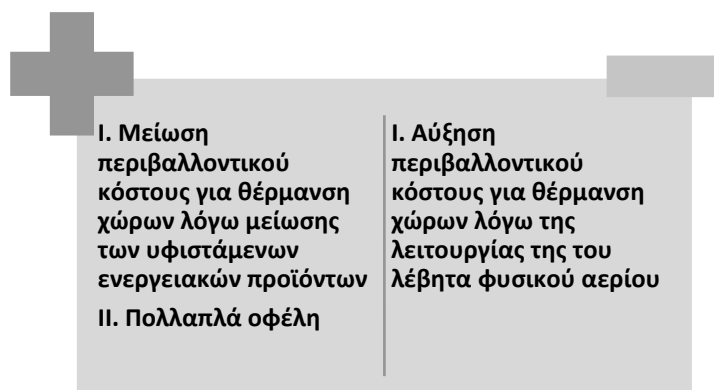 Ι. Μείωση
περιβαλλοντικού
κόστους για θέρμανση
χώρων λόγω μείωσης
των υφιστάμενων
ενεργειακών προϊόντων
ΙΙ. Πολλαπλά οφέλη
Ι. Αύξηση
περιβαλλοντικού
κόστους για θέρμανση
χώρων λόγω της
λειτουργίας της του
λέβητα φυσικού αερίου